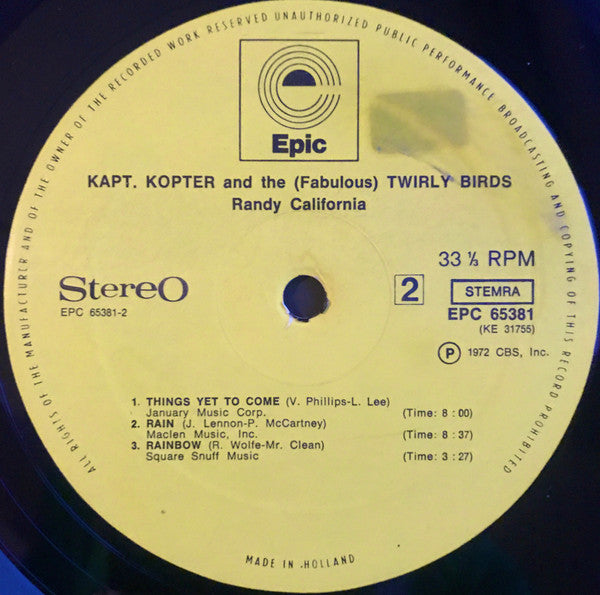 ALL RIGHTS OF THE MANUFACTURER AND OF THE OWNER OF THE RECORDED WORK RESERVED UNAUTHORIZED PUBLIC PERFORMANCE BROADCASTING AND COPYING OF THIS RECORD PROHIBITED
Epic
KAPT. KOPTER and the (Fabulous) TWIRLY BIRDS
Randy California
33 ⅓ RPM
Stereo
2
STEMRA
EPC 65381-2
EPC 65381
(KE 31755)
Ⓟ 1972 CBS, Inc.
1. THINGS YET TO COME (V. Phillips-L. Lee)
January Music Corp. (Time: 8 : 00)
2. RAIN (J. Lennon-P. McCartney)
Maclen Music, Inc. (Time: 8 : 37)
3. RAINBOW (R. Wolfe-Mr. Clean)
Square Snuff Music (Time: 3 : 27)
MADE IN HOLLAND